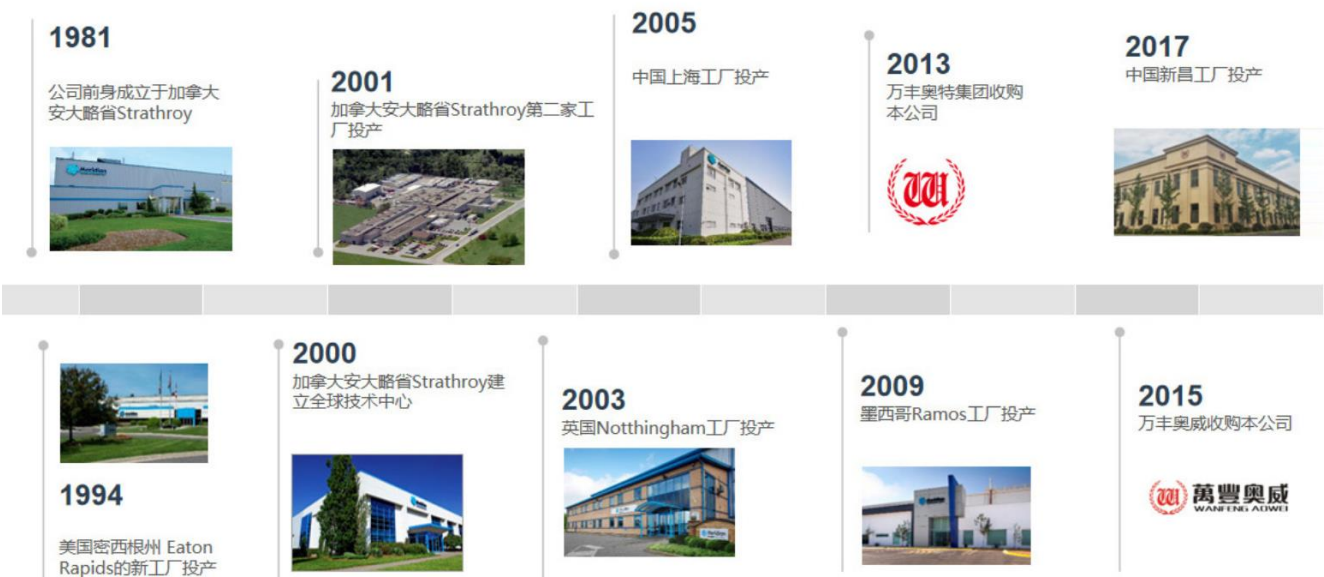 1981
公司前身成立于加拿大
安大略省Strathroy
Meridian
2001
加拿大安大略省Strathroy第二家工
厂投产
2005
中国上海工厂投产
2013
万丰奥特集团收购
本公司
2017
中国新昌工厂投产
1994
美国密西根州 Eaton
Rapids的新工厂投产
2000
加拿大安大略省Strathroy建
立全球技术中心
2003
英国Notthingham工厂投产
2009
墨西哥Ramos工厂投产
2015
万丰奥威收购本公司
萬豐奥威
WANFENG AOWEI